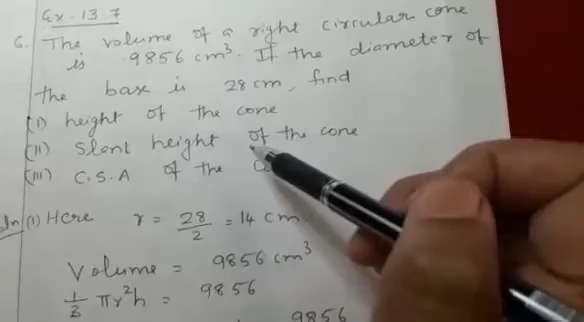 Ex-13.7
6. The volume of a right circular cone
is 9856 cm³. If the diameter of
the base is 28 cm, find
(i) height of the cone
(ii) slant height of the cone
(iii) C.S.A of the
(i) Here r = 28/2 = 14 cm
Volume = 9856 cm³
1/3 πr²h = 9856
9856